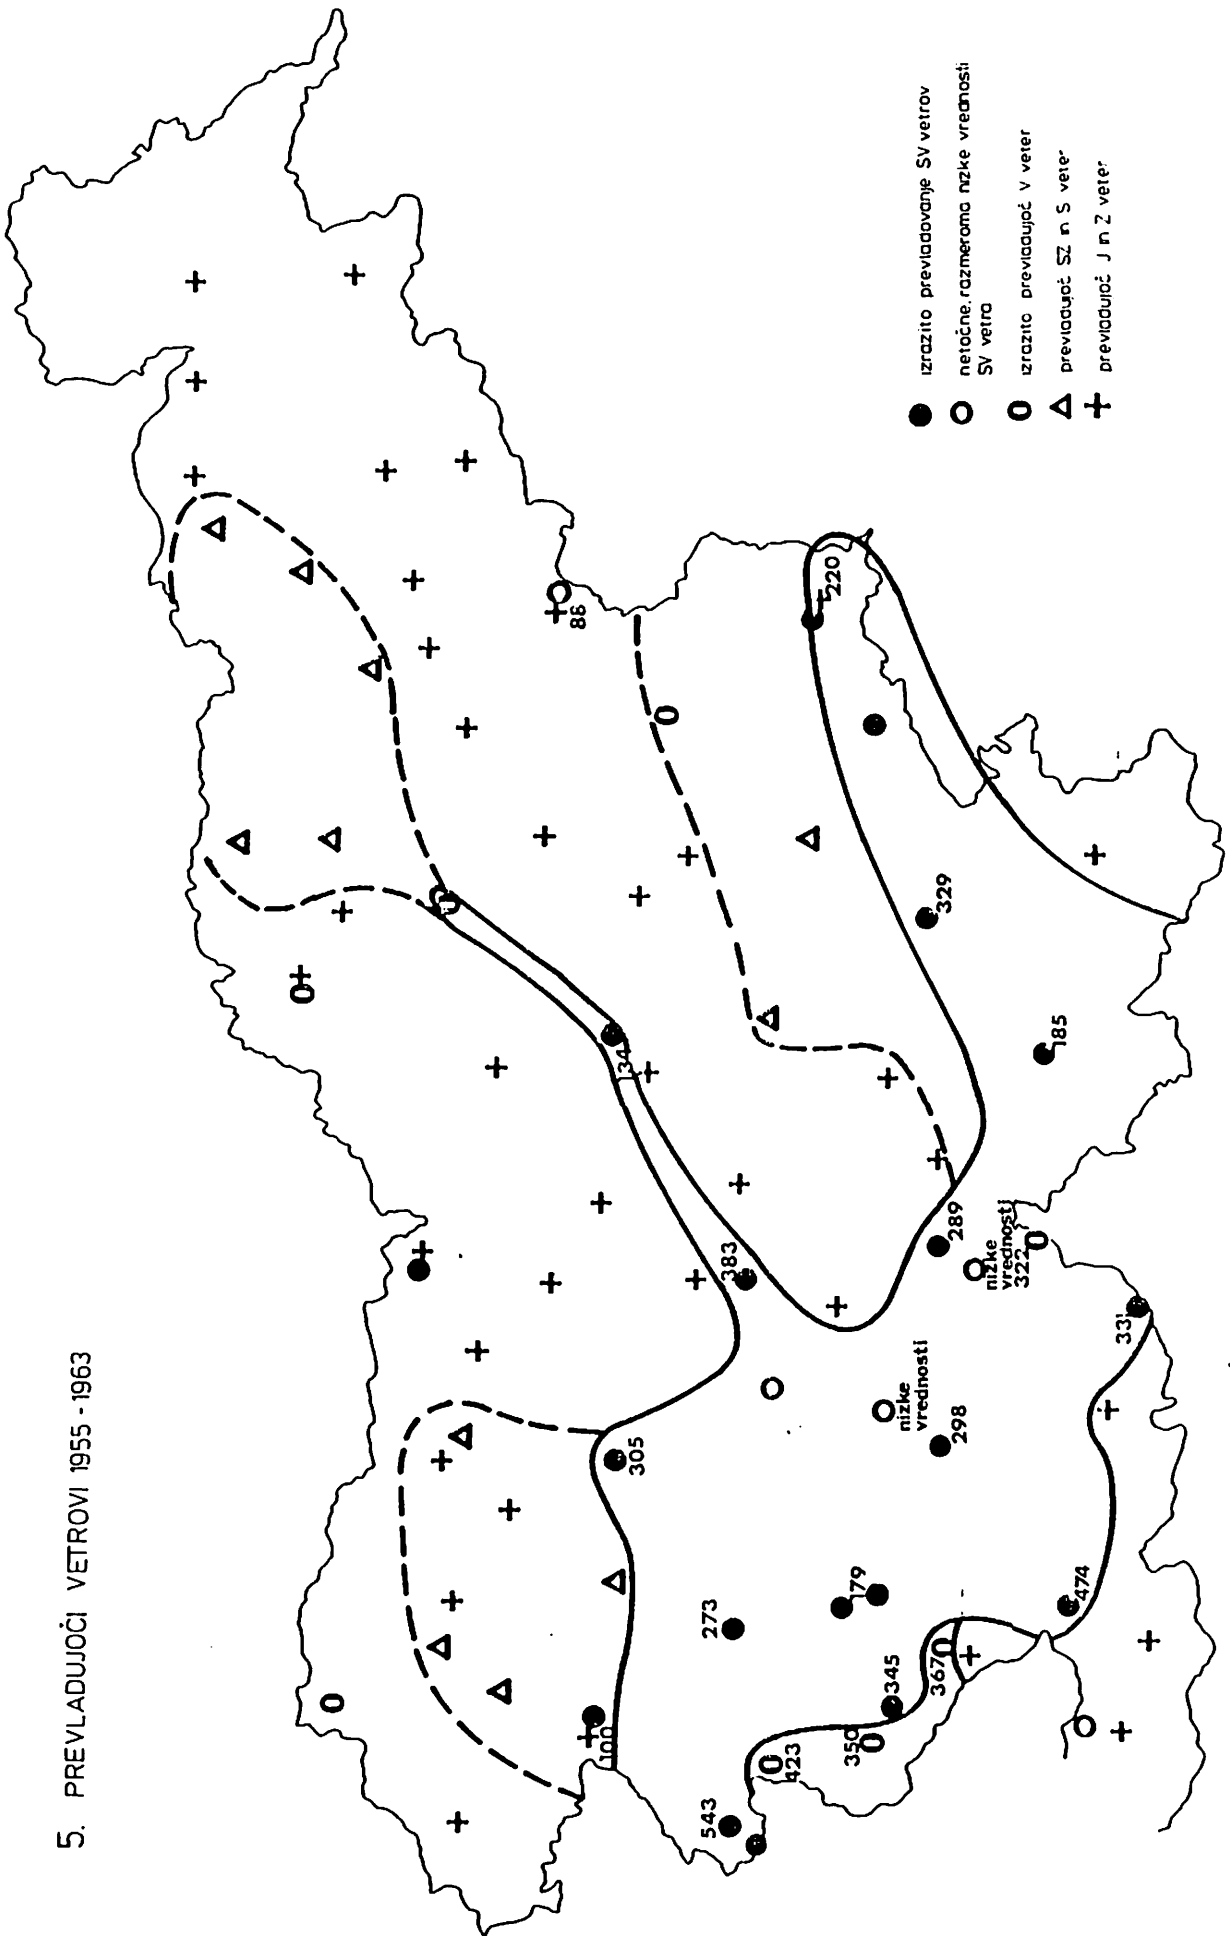 5. PREVLADUJOČI VETROVI 1955 - 1963
izrazito prevladovanje SV vetrov
netočne, razmeroma nizke vrednosti
SV vetra
izrazito prevladujoč V veter
prevladujoč SZ in S veter
prevladujoč J in Z veter
88
220
134
329
185
383
289
nizke
vrednosti
322
331
305
nizke
vrednosti
298
273
179
474
100
345
367
350
423
543